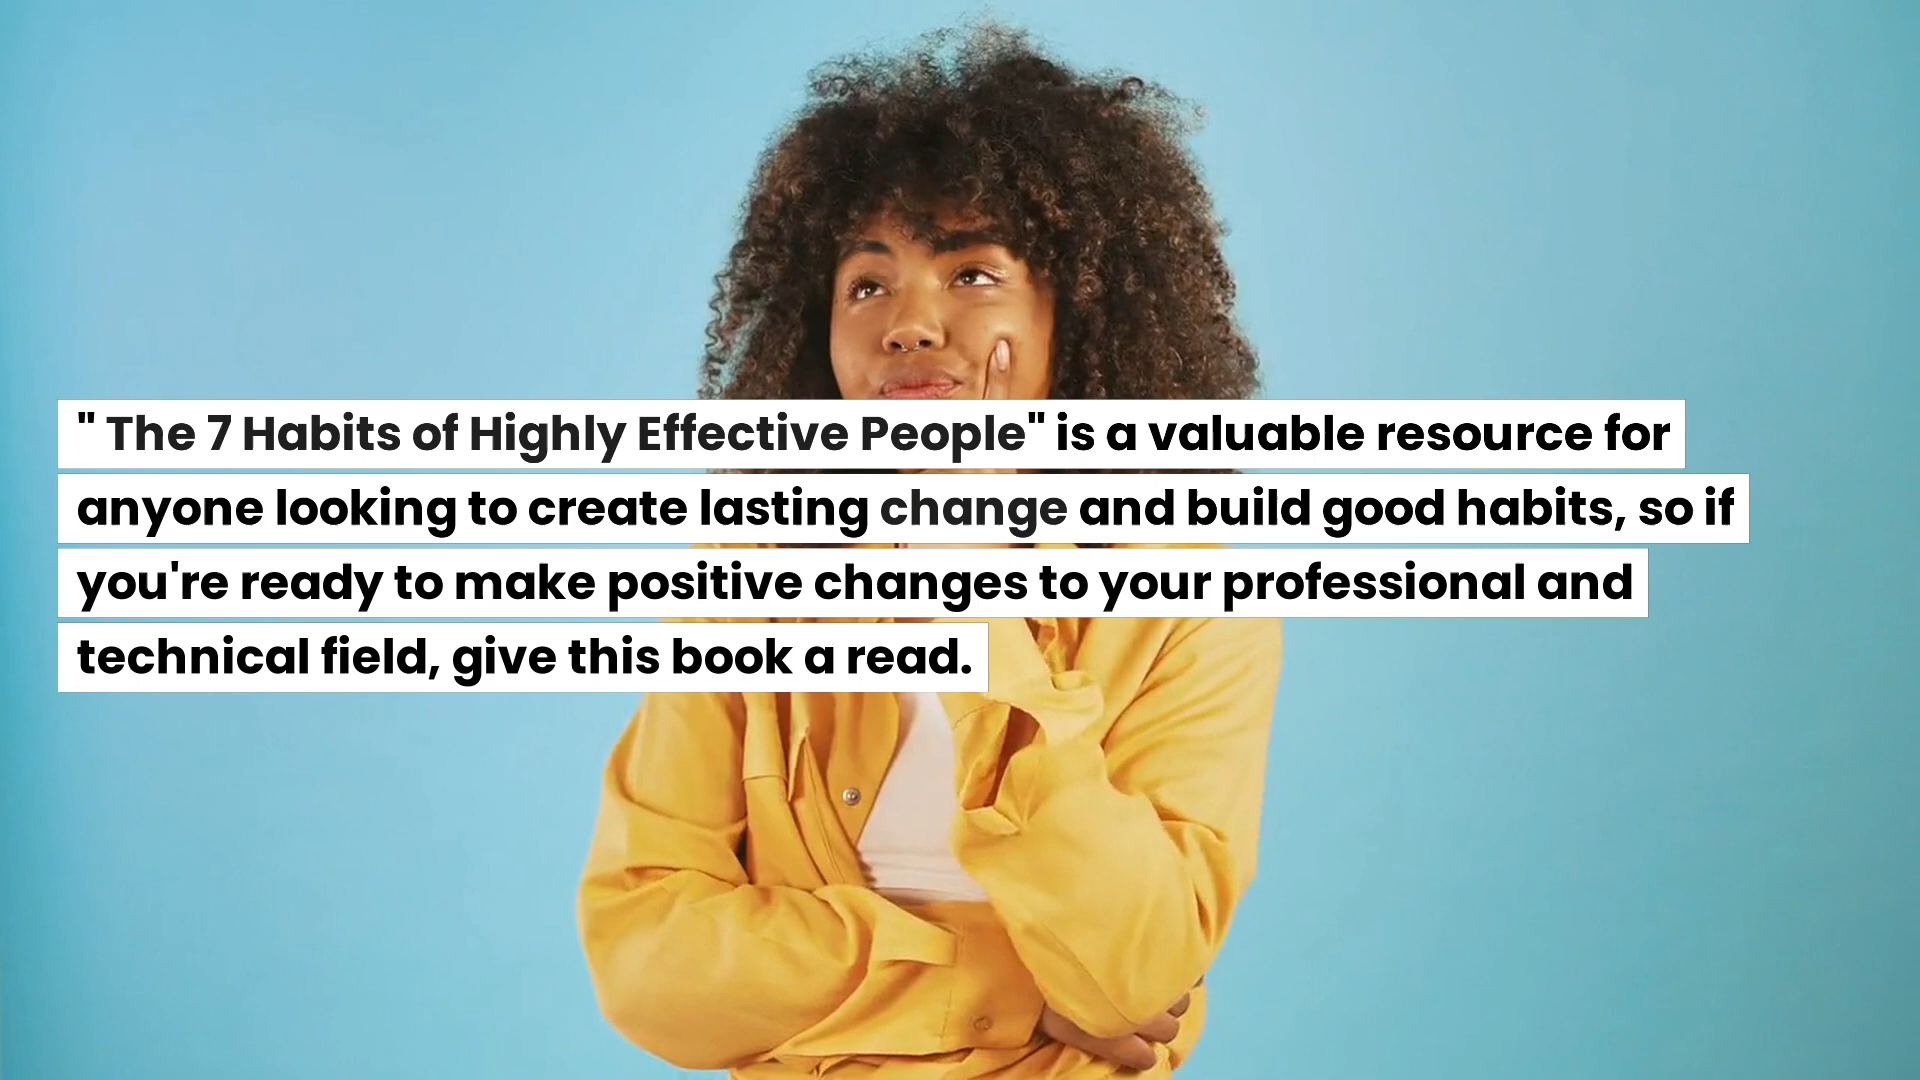 " The 7 Habits of Highly Effective People" is a valuable resource for
anyone looking to create lasting change and build good habits, so if
you're ready to make positive changes to your professional and
technical field, give this book a read.